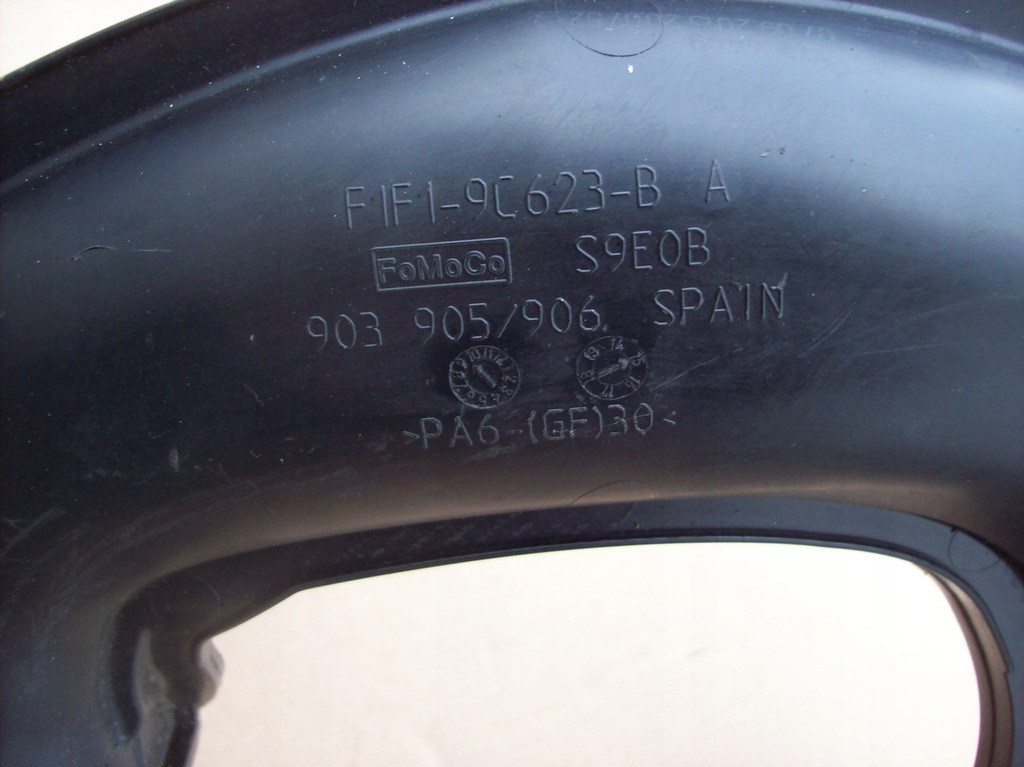 F1F1-9C623-B A
FoMoCo S9E0B
903 905/906. SPAIN
>PA6-(GF)30<